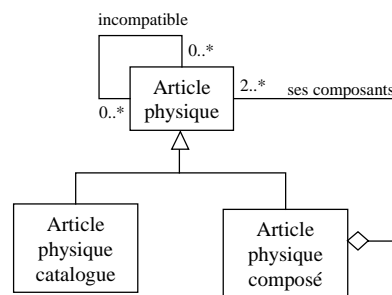 incompatible
0..*
Article
physique
2..*
ses composants
0..*
Article
physique
catalogue
Article
physique
composé